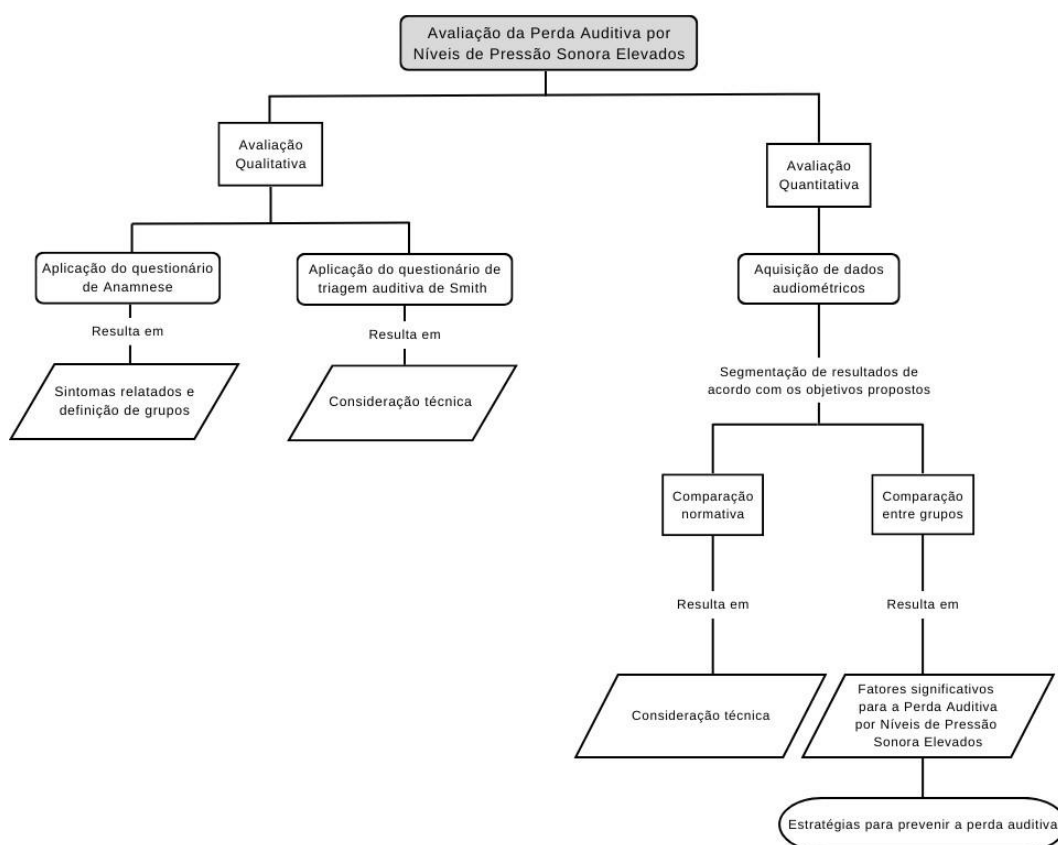 Avaliação da Perda Auditiva por
Níveis de Pressão Sonora Elevados
Avaliação
Qualitativa
Avaliação
Quantitativa
Aplicação do questionário
de Anamnese
Aplicação do questionário de
triagem auditiva de Smith
Aquisição de dados
audiométricos
Resulta em
Resulta em
Sintomas relatados e
definição de grupos
Consideração técnica
Segmentação de resultados de
acordo com os objetivos propostos
Comparação
normativa
Comparação
entre grupos
Resulta em
Resulta em
Consideração técnica
Fatores significativos
para a Perda Auditiva
por Níveis de Pressão
Sonora Elevados
Estratégias para prevenir a perda auditiva